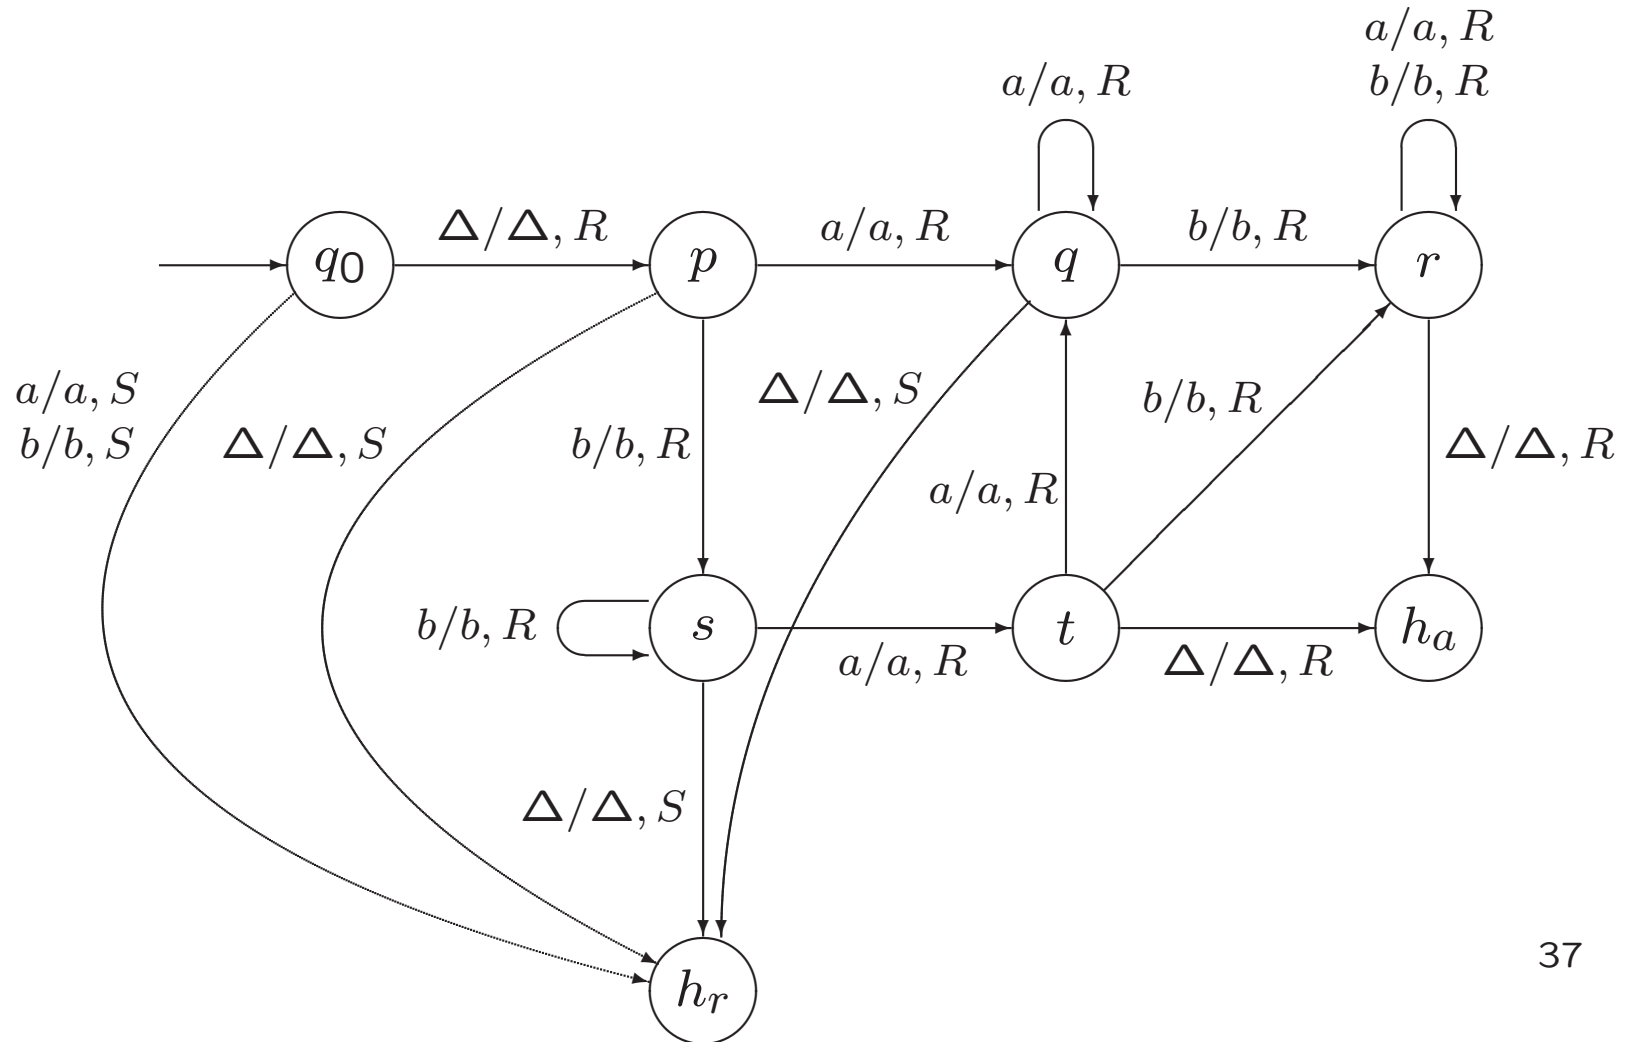 a/a, R
b/b, R
a/a, R
Δ/Δ, R
a/a, R
b/b, R
q0
p
q
r
a/a, S
b/b, S
Δ/Δ, S
b/b, R
Δ/Δ, S
a/a, R
b/b, R
Δ/Δ, R
b/b, R
s
a/a, R
t
Δ/Δ, R
ha
Δ/Δ, S
hr
37